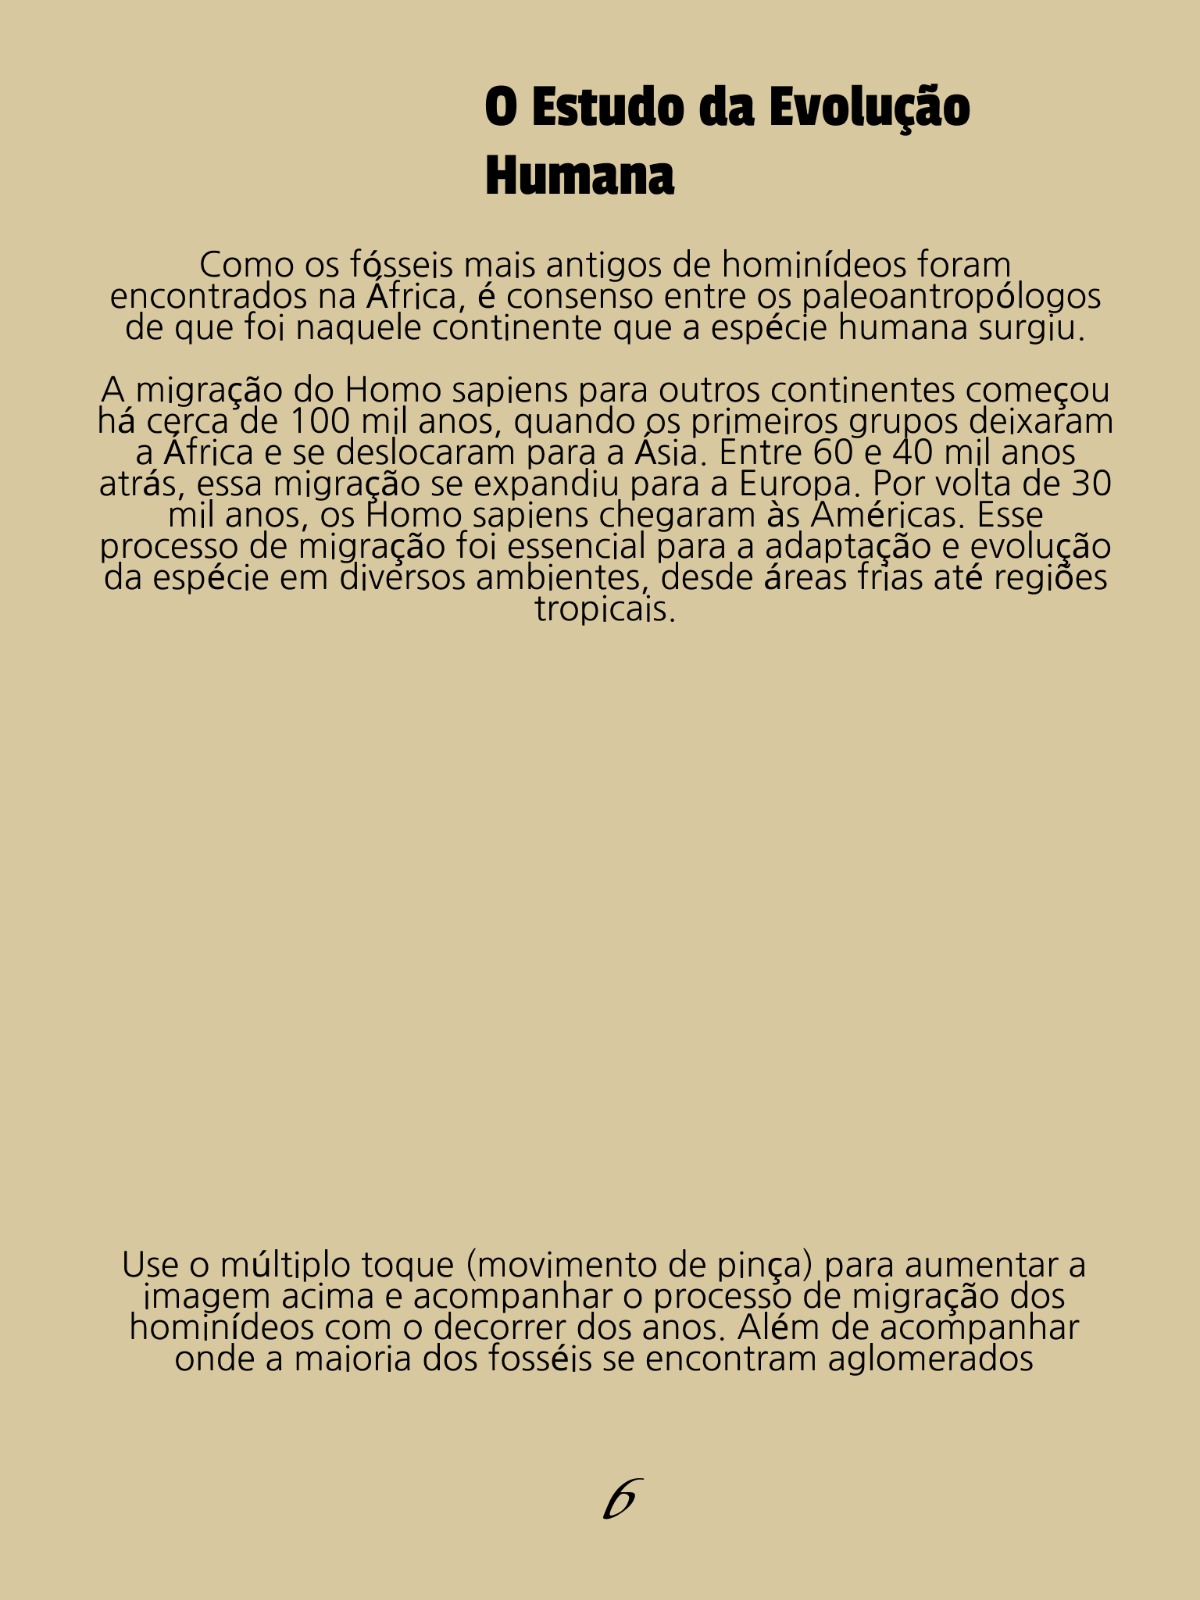 O Estudo da Evolução
Humana
Como os fósseis mais antigos de hominídeos foram
encontrados na África, é consenso entre os paleoantropólogos
de que foi naquele continente que a espécie humana surgiu.
A migração do Homo sapiens para outros continentes começou
há cerca de 100 mil anos, quando os primeiros grupos deixaram
a África e se deslocaram para a Ásia. Entre 60 e 40 mil anos
atrás, essa migração se expandiu para a Europa. Por volta de 30
mil anos, os Homo sapiens chegaram às Américas. Esse
processo de migração foi essencial para a adaptação e evolução
da espécie em diversos ambientes, desde áreas frias até regiões
tropicais.
Use o múltiplo toque (movimento de pinça) para aumentar a
imagem acima e acompanhar o processo de migração dos
hominídeos com o decorrer dos anos. Além de acompanhar
onde a maioria dos fosséis se encontram aglomerados
6